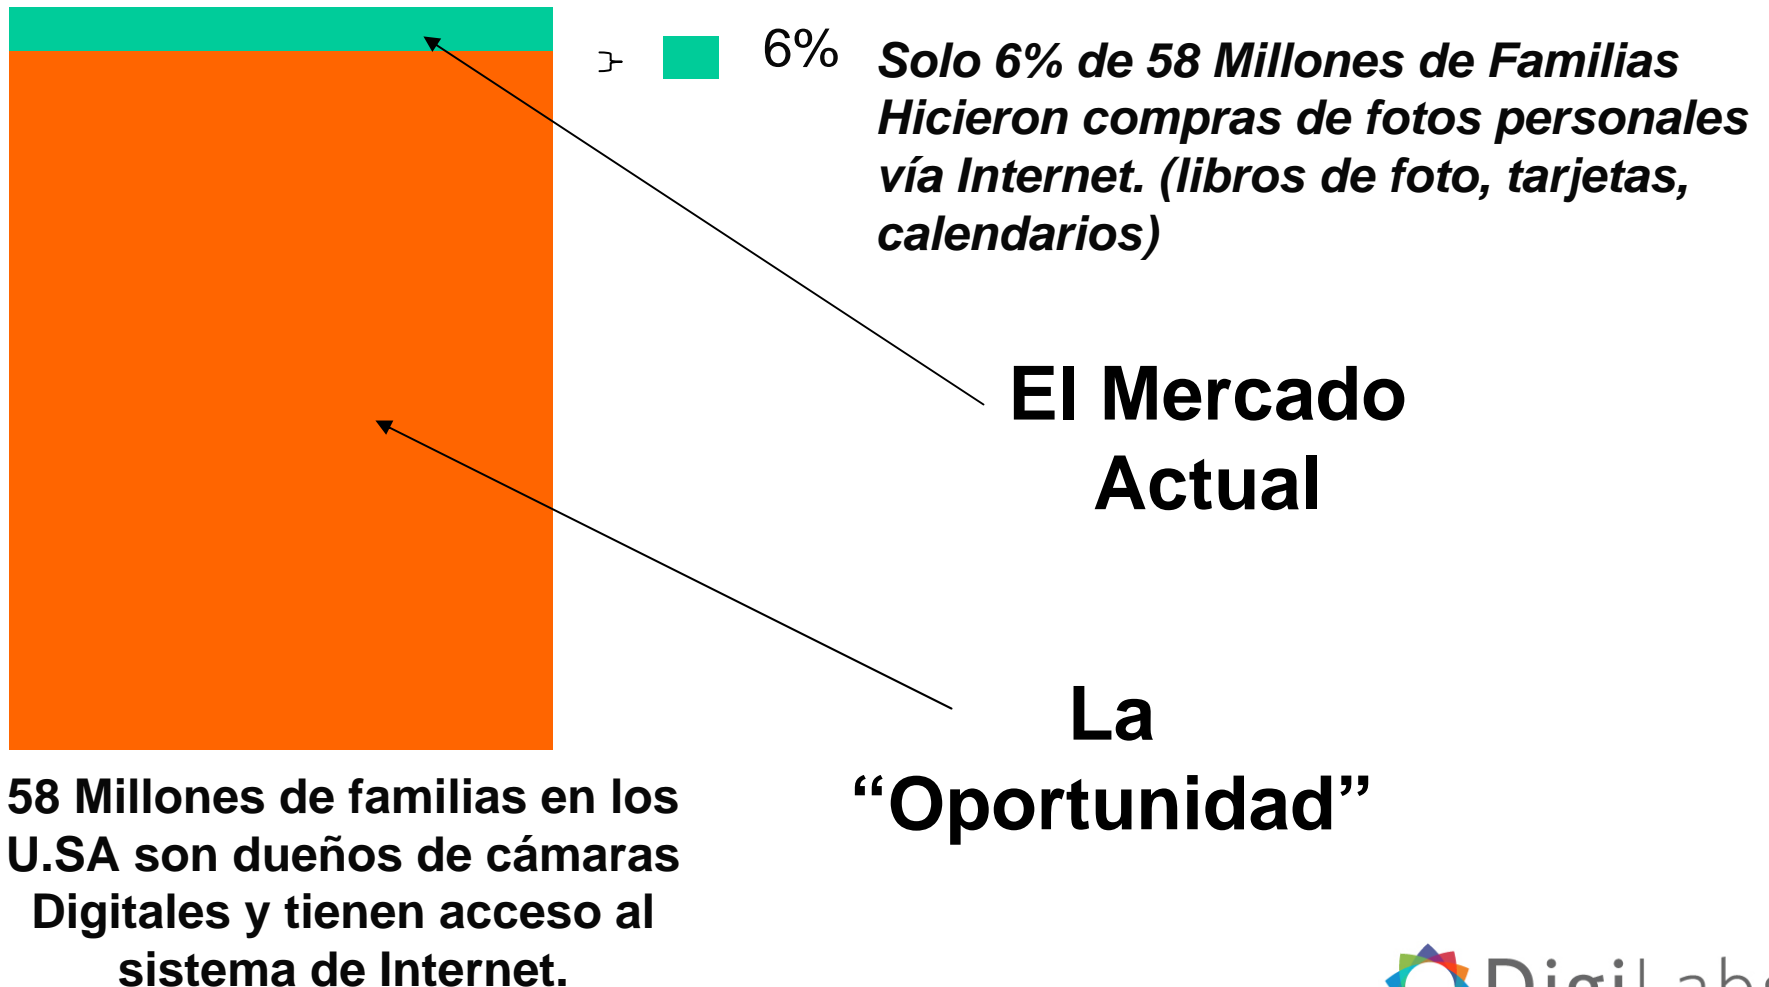 6%
Solo 6% de 58 Millones de Familias
Hicieron compras de fotos personales
vía Internet. (libros de foto, tarjetas,
calendarios)
El Mercado
Actual
La
“Oportunidad”
58 Millones de familias en los
U.SA son dueños de cámaras
Digitales y tienen acceso al
sistema de Internet.
DigiLabs